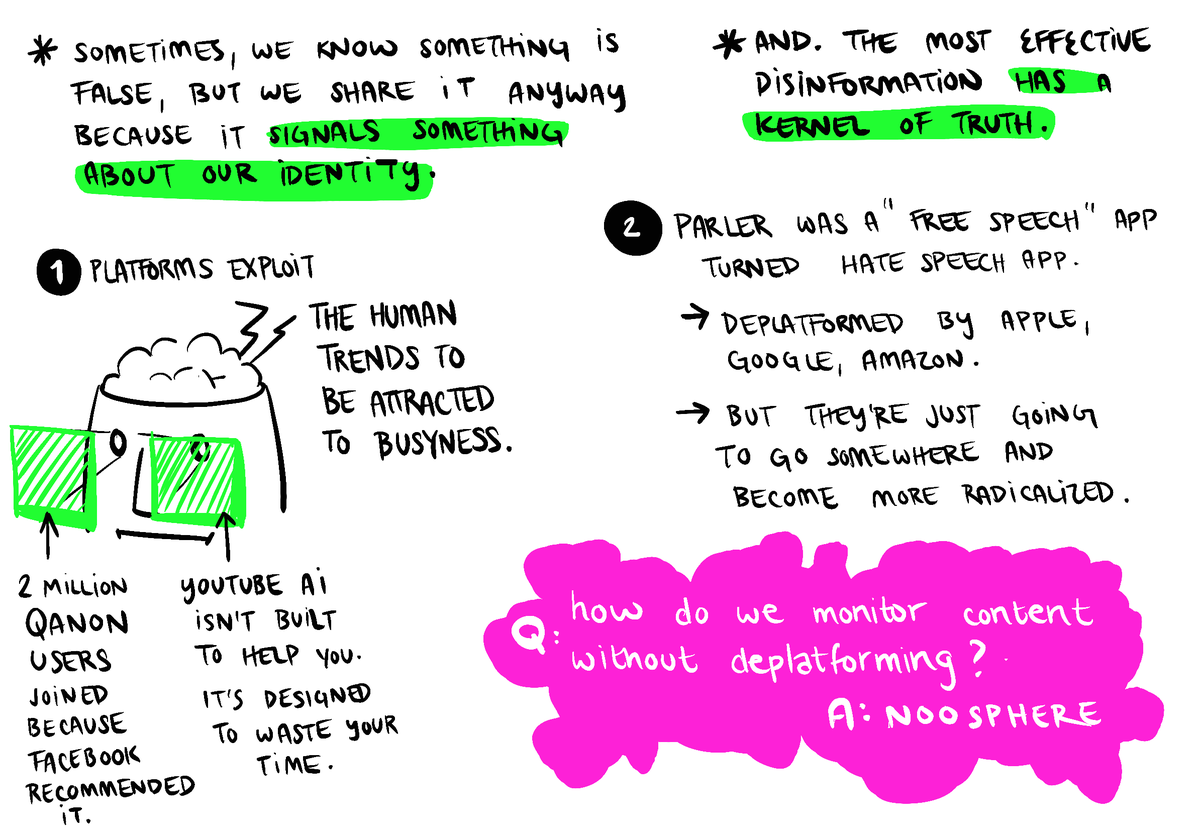 * SOMETIMES, WE KNOW SOMETHING IS
FALSE, BUT WE SHARE IT ANYWAY
BECAUSE IT SIGNALS SOMETHING
ABOUT OUR IDENTITY.
* AND. THE MOST EFFECTIVE
DISINFORMATION HAS A
KERNEL OF TRUTH.
1 PLATFORMS EXPLOIT
THE HUMAN
TRENDS TO
BE ATTRACTED
TO BUSYNESS.
2 MILLION
QANON
USERS
JOINED
BECAUSE
FACEBOOK
RECOMMENDED
IT.
YOUTUBE AI
ISN'T BUILT
TO HELP YOU.
IT'S DESIGNED
TO WASTE YOUR
TIME.
2 PARLER WAS A "FREE SPEECH" APP
TURNED HATE SPEECH APP.
→ DEPLATFORMED BY APPLE,
GOOGLE, AMAZON.
→ BUT THEY'RE JUST GOING
TO GO SOMEWHERE AND
BECOME MORE RADICALIZED.
Q: how do we monitor content
without deplatforming?
A: NOOSPHERE